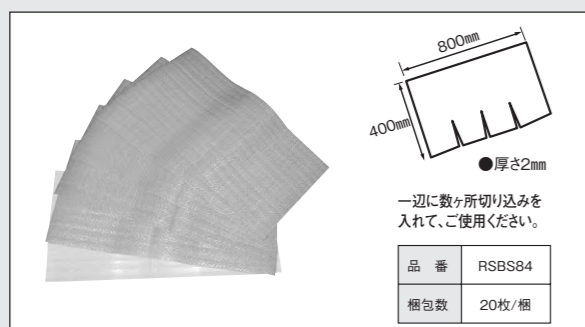 800㎜
400㎜
●厚さ2㎜
一辺に数ヶ所切り込みを
入れて、ご使用ください。
品 番 RSBS84
梱包数 20枚/梱